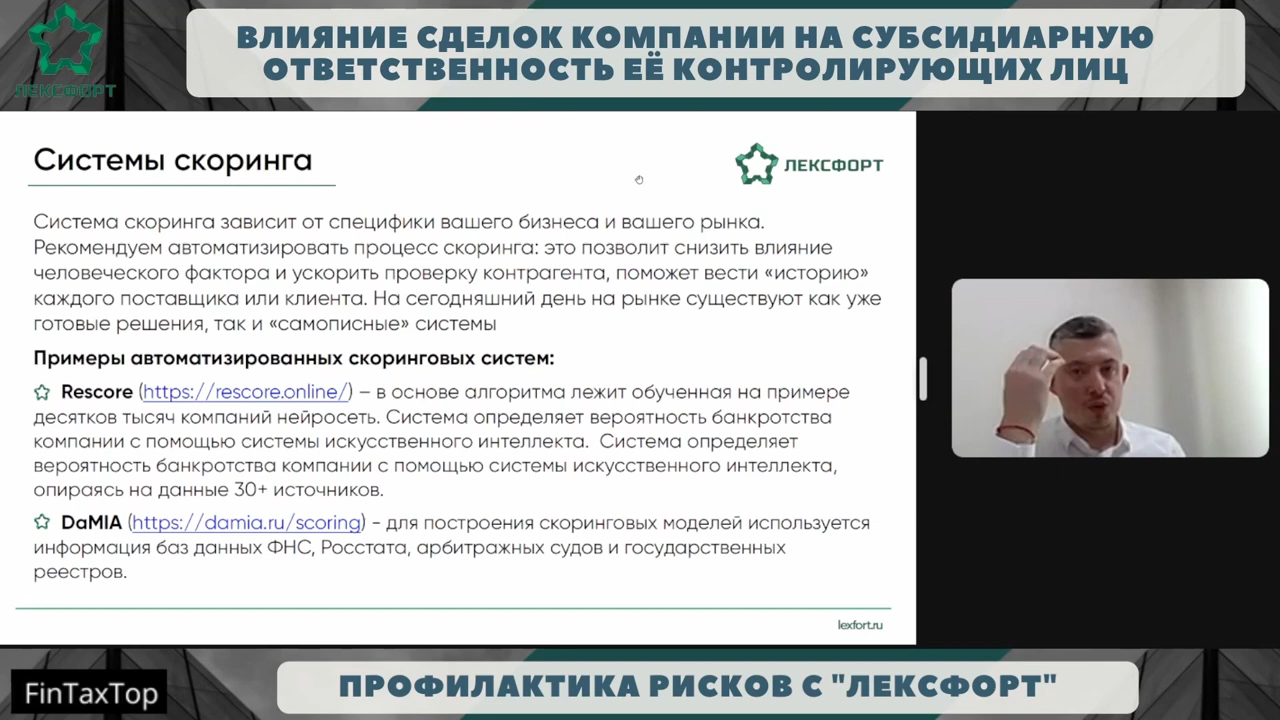 ВЛИЯНИЕ СДЕЛОК КОМПАНИИ НА СУБСИДИАРНУЮ
ОТВЕТСТВЕННОСТЬ ЕЁ КОНТРОЛИРУЮЩИХ ЛИЦ
ЛЕКСФОРТ
Системы скоринга
ЛЕКСФОРТ
Система скоринга зависит от специфики вашего бизнеса и вашего рынка.
Рекомендуем автоматизировать процесс скоринга: это позволит снизить влияние
человеческого фактора и ускорить проверку контрагента, поможет вести «историю»
каждого поставщика или клиента. На сегодняшний день на рынке существуют как уже
готовые решения, так и «самописные» системы
Примеры автоматизированных скоринговых систем:
Rescore (https://rescore.online/) – в основе алгоритма лежит обученная на примере
десятков тысяч компаний нейросеть. Система определяет вероятность банкротства
компании с помощью системы искусственного интеллекта. Система определяет
вероятность банкротства компании с помощью системы искусственного интеллекта,
опираясь на данные 30+ источников.
DaMIA (https://damia.ru/scoring) - для построения скоринговых моделей используется
информация баз данных ФНС, Росстата, арбитражных судов и государственных
реестров.
lexfort.ru
FinTaxTop
ПРОФИЛАКТИКА РИСКОВ С "ЛЕКСФОРТ"